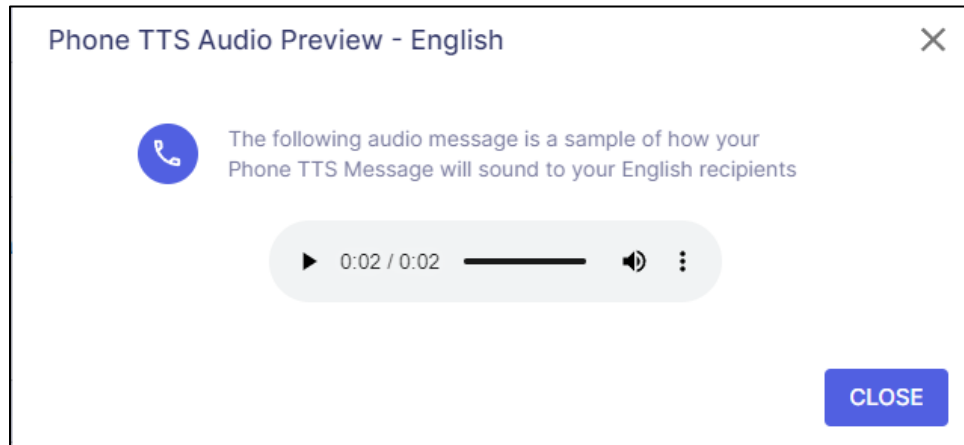 Phone TTS Audio Preview - English
The following audio message is a sample of how your
Phone TTS Message will sound to your English recipients
0:02 / 0:02
CLOSE